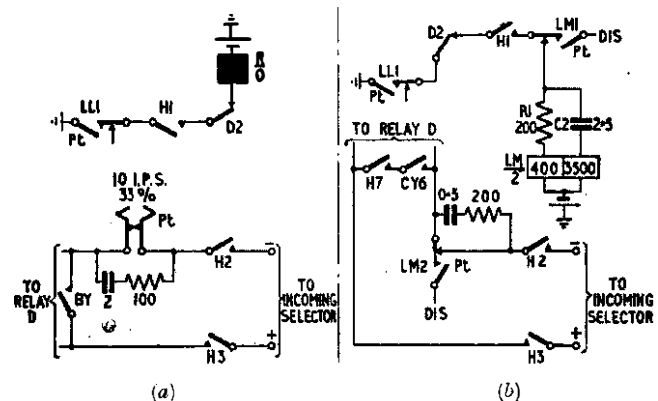 R
O
LL1
Pt
H1
D2
10 I.P.S.
33%
Pt
H2
−
TO
RELAY
D
BY
2
100
TO
INCOMING
SELECTOR
H3
+
(a)
D2
H1
LM1
Pt
DIS
LL1
Pt
R1
200
C2
2·5
TO RELAY D
LM
2
400
3500
H7
CY6
0·5
200
LM2
Pt
H2
−
DIS
TO
INCOMING
SELECTOR
H3
+
(b)